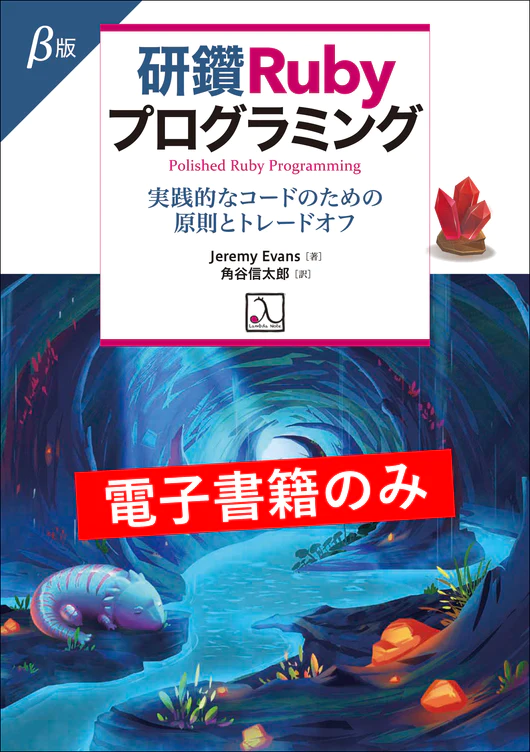 β版
研鑽Ruby
プログラミング
Polished Ruby Programming
実践的なコードのための
原則とトレードオフ
Jeremy Evans［著］
角谷信太郎［訳］
Lambda Note
電子書籍のみ